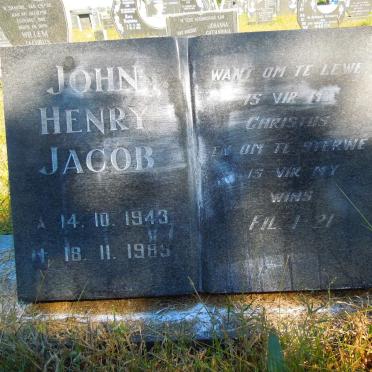 WILLEM
JACOBUS
JOHN
HENRY
JACOB
14. 10. 1943
18. 11. 1985
WANT OM TE LEWE
IS VIR MY
CHRISTUS
EN OM TE STERWE
IS VIR MY
WINS
FIL 1-21